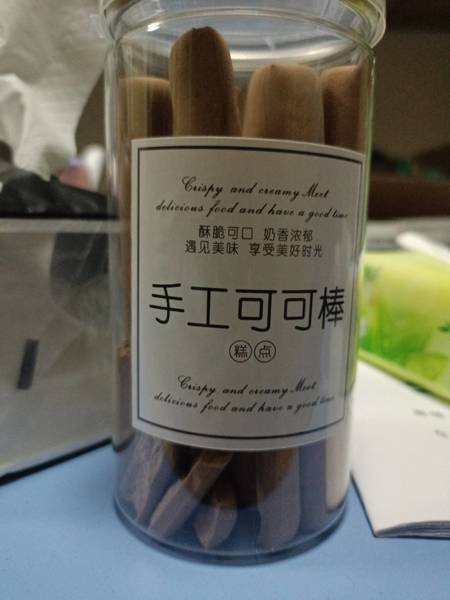 Crispy and creamy Meet
delicious food and have a good time
酥脆可口 奶香浓郁
遇见美味 享受美好时光
手工可可棒
糕点
Crispy and creamy Meet
delicious food and have a good time